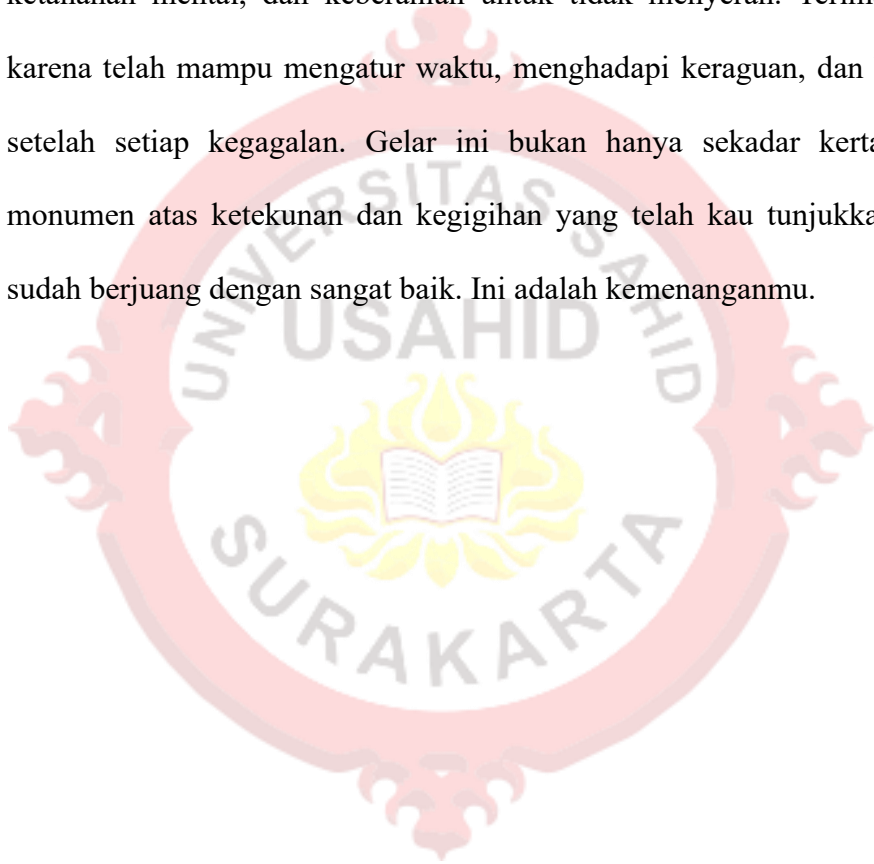 ketahanan mental, dan keberanian untuk tidak menyerah.
karena telah mampu mengatur waktu, menghadapi keraguan, dan
setelah setiap kegagalan. Gelar ini bukan hanya sekadar
monumen atas ketekunan dan kegigihan yang telah kau
sudah berjuang dengan sangat baik. Ini adalah kemenanganmu.
UNIVERSITAS SAHID
USAHID
SURAKARTA